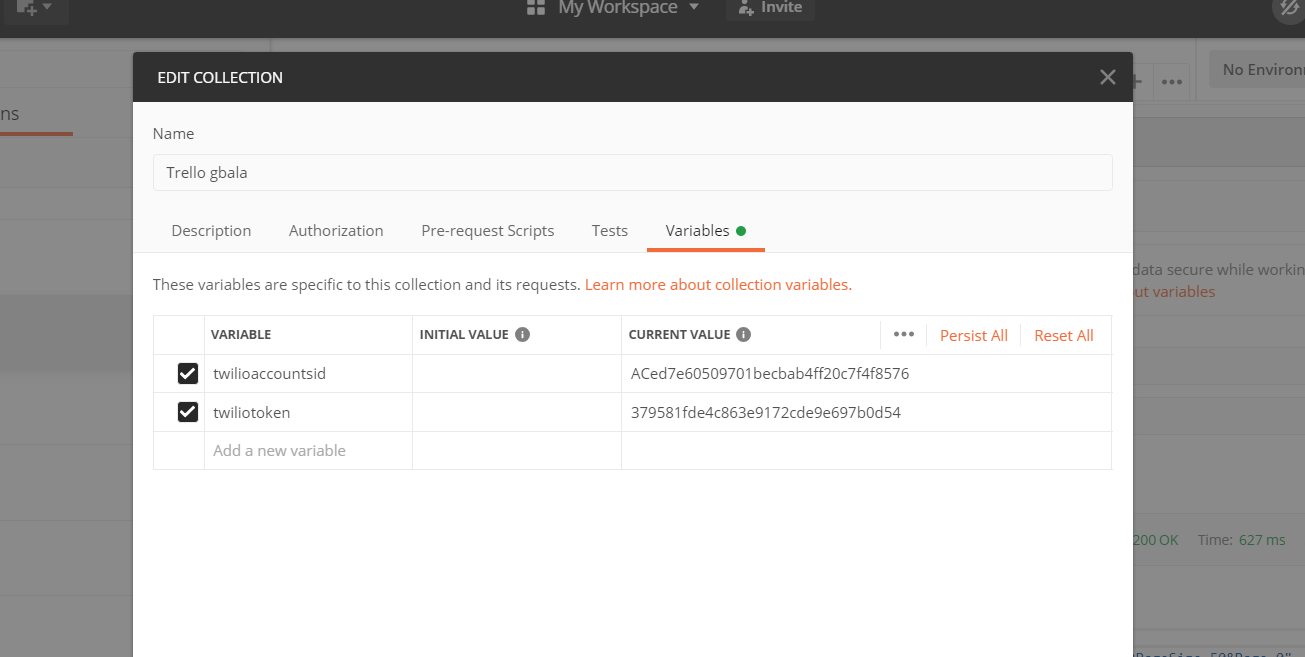 My Workspace
Invite
EDIT COLLECTION
No Environ
ns
Name
Trello gbala
Description Authorization Pre-request Scripts Tests Variables
data secure while workin
These variables are specific to this collection and its requests. Learn more about collection variables.
ut variables
VARIABLE INITIAL VALUE CURRENT VALUE Persist All Reset All
twilioaccountsid ACed7e60509701becbab4ff20c7f4f8576
twiliotoken 379581fde4c863e9172cde9e697b0d54
Add a new variable
200 OK Time: 627 ms